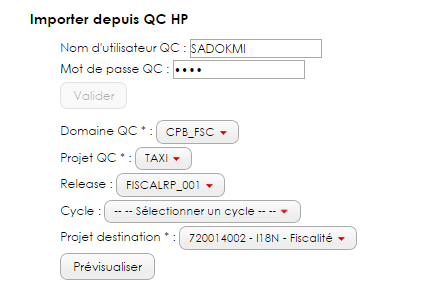 Importer depuis QC HP
Nom d'utilisateur QC : SADOKMI
Mot de passe QC : ••••
Valider
Domaine QC * : CPB_FSC
Projet QC * : TAXI
Release : FISCALRP_001
Cycle : -- -- Sélectionner un cycle -- --
Projet destination * : 720014002 - I18N - Fiscalité
Prévisualiser